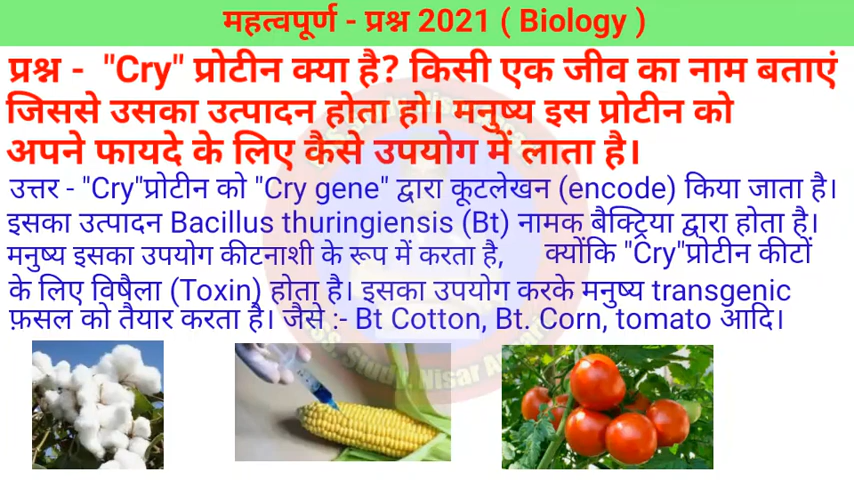 महत्वपूर्ण - प्रश्न 2021 ( Biology )
प्रश्न - "Cry" प्रोटीन क्या है? किसी एक जीव का नाम बताएं
जिससे उसका उत्पादन होता हो। मनुष्य इस प्रोटीन को
अपने फायदे के लिए कैसे उपयोग में लाता है।
उत्तर - "Cry"प्रोटीन को "Cry gene" द्वारा कूटलेखन (encode) किया जाता है।
इसका उत्पादन Bacillus thuringiensis (Bt) नामक बैक्ट्रिया द्वारा होता है।
मनुष्य इसका उपयोग कीटनाशी के रूप में करता है, क्योंकि "Cry"प्रोटीन कीटों
के लिए विषैला (Toxin) होता है। इसका उपयोग करके मनुष्य transgenic
फ़सल को तैयार करता है। जैसे :- Bt Cotton, Bt. Corn, tomato आदि।